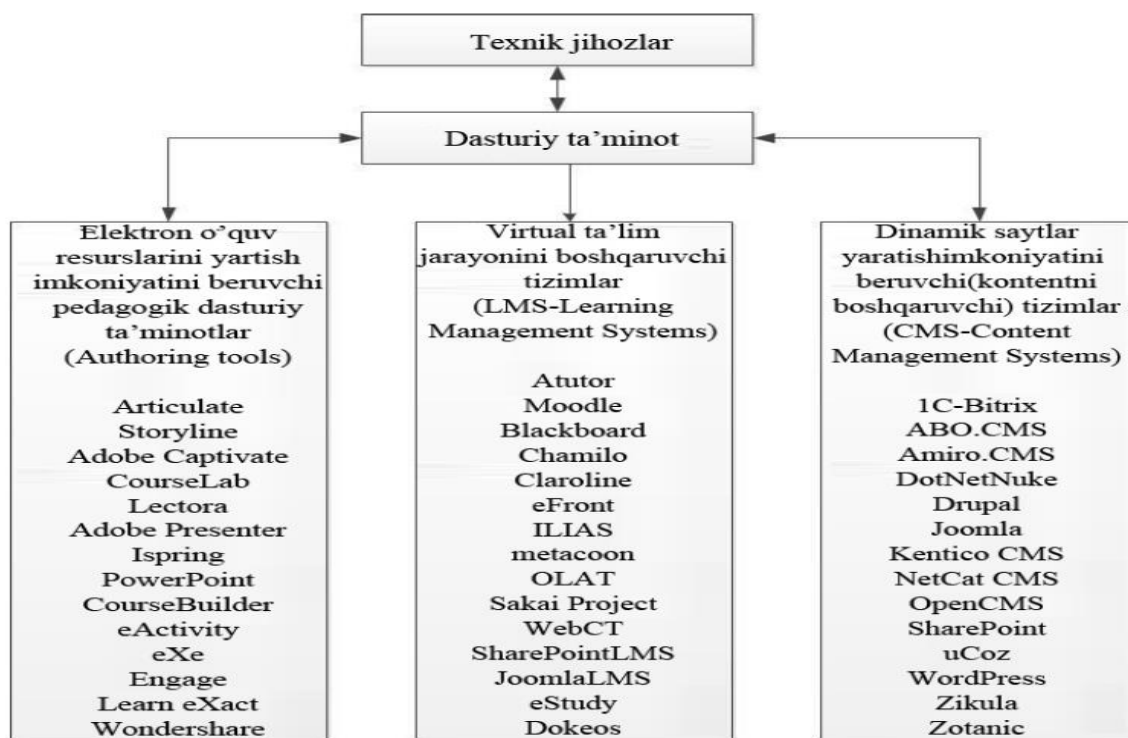 Texnik jihozlar
Dasturiy ta’minot
Elektron o’quv
resurslarini yartish
imkoniyatini beruvchi
pedagogik dasturiy
ta’minotlar
(Authoring tools)
Articulate
Storyline
Adobe Captivate
CourseLab
Lectora
Adobe Presenter
Ispring
PowerPoint
CourseBuilder
eActivity
eXe
Engage
Learn eXact
Wondershare
Virtual ta’lim
jarayonini boshqaruvchi
tizimlar
(LMS-Learning
Management Systems)
Atutor
Moodle
Blackboard
Chamilo
Claroline
eFront
ILIAS
metacoon
OLAT
Sakai Project
WebCT
SharePointLMS
JoomlaLMS
eStudy
Dokeos
Dinamik saytlar
yaratishimkoniyatini
beruvchi(kontentni
boshqaruvchi) tizimlar
(CMS-Content
Management Systems)
1C-Bitrix
ABO.CMS
Amiro.CMS
DotNetNuke
Drupal
Joomla
Kentico CMS
NetCat CMS
OpenCMS
SharePoint
uCoz
WordPress
Zikula
Zotanic